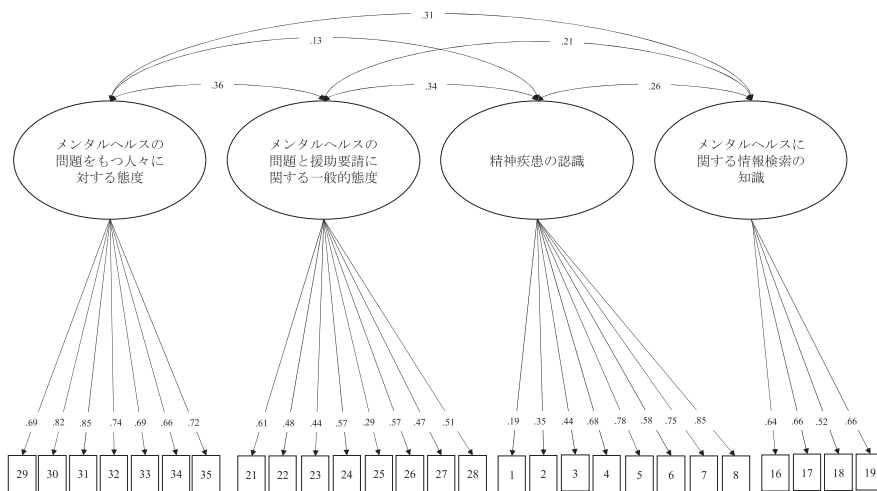 .31
.13
.21
.36
.34
.26
メンタルヘルスの
問題をもつ人々に
対する態度
メンタルヘルスの
問題と援助要請に
関する一般的態度
精神疾患の認識
メンタルヘルスに
関する情報検索の
知識
.69 .82 .85 .74 .69 .66 .72
.61 .48 .44 .57 .29 .57 .47 .51
.19 .35 .44 .68 .78 .58 .75 .85
.64 .66 .52 .66
29 30 31 32 33 34 35
21 22 23 24 25 26 27 28
1 2 3 4 5 6 7 8
16 17 18 19